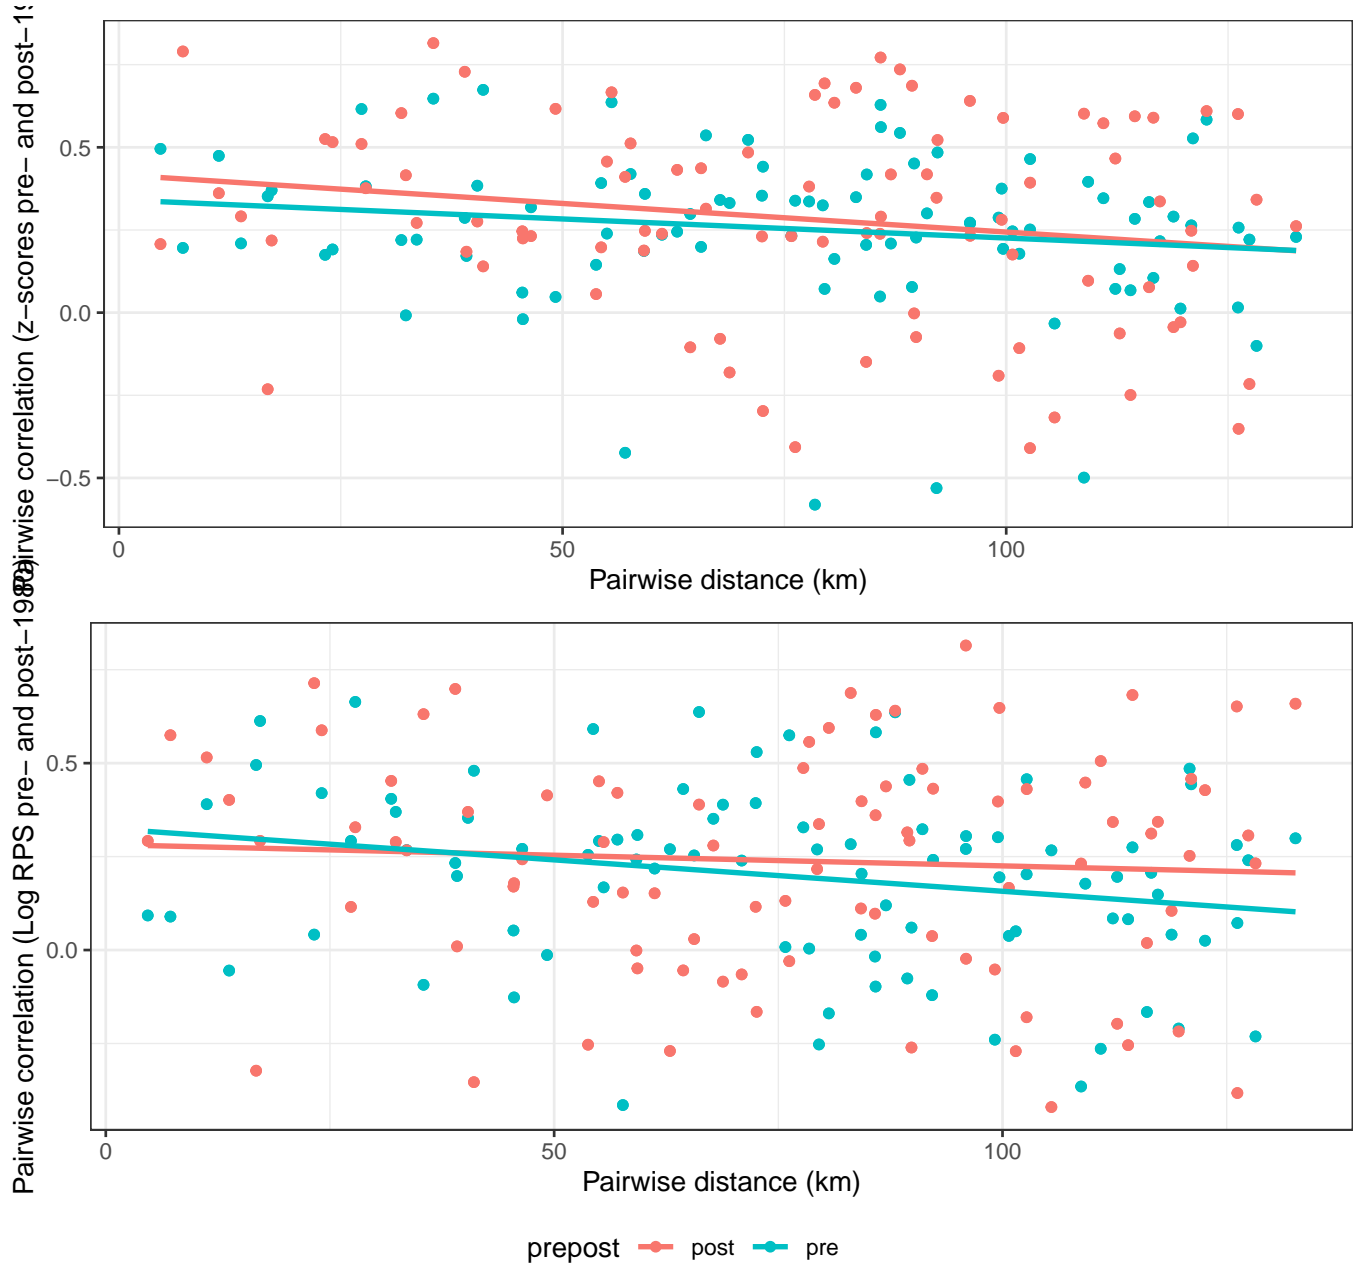 Pairwise correlation (z−scores pre− and post−19
0.5
0.0
−0.5
0
50
100
Pairwise distance (km)
Pairwise correlation (Log RPS pre− and post−198
0.5
0.0
0
50
100
Pairwise distance (km)
prepost
post
pre